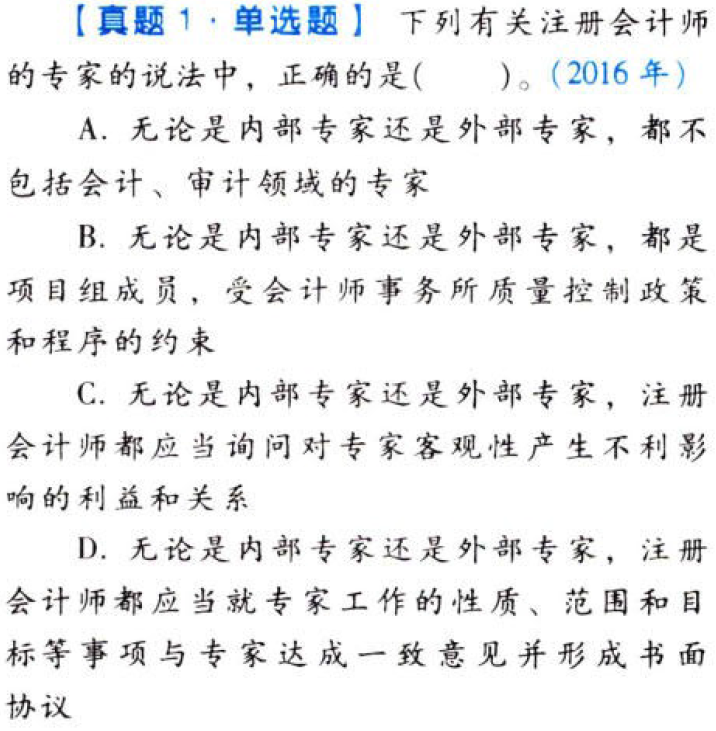 【真题1·单选题】 下列有关注册会计师
的专家的说法中，正确的是(　　)。（2016年）
A. 无论是内部专家还是外部专家，都不
包括会计、审计领域的专家
B. 无论是内部专家还是外部专家，都是
项目组成员，受会计师事务所质量控制政策
和程序的约束
C. 无论是内部专家还是外部专家，注册
会计师都应当询问对专家客观性产生不利影
响的利益和关系
D. 无论是内部专家还是外部专家，注册
会计师都应当就专家工作的性质、范围和目
标等事项与专家达成一致意见并形成书面
协议